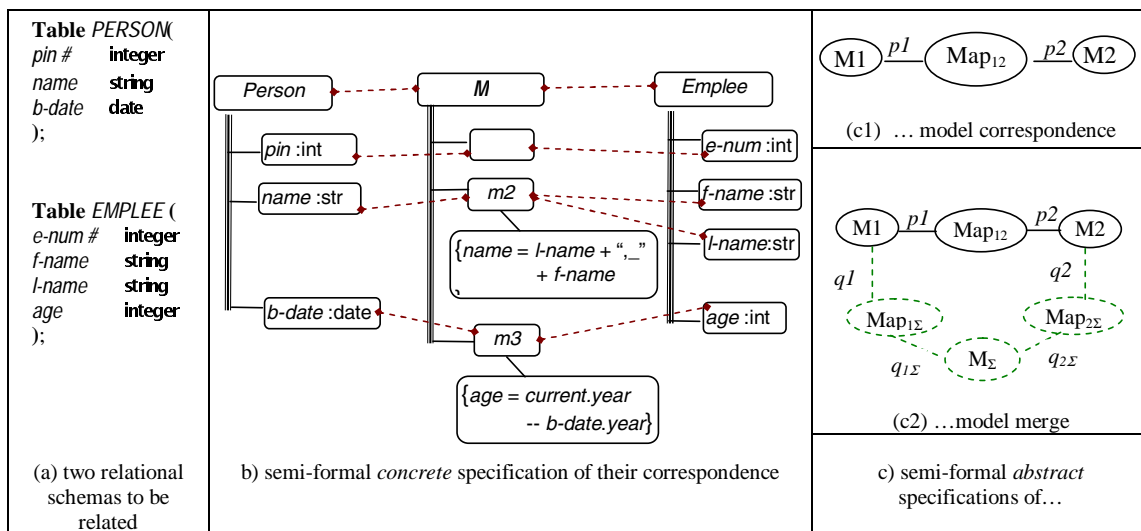 Table PERSON(
pin # integer
name string
b-date date
);
Table EMPLEE (
e-num # integer
f-name string
l-name string
age integer
);
(a) two relational
schemas to be
related
Person
M
Emplee
pin :int
e-num :int
name :str
m2
f-name :str
{name = l-name + “,_”
+ f-name
}
l-name:str
b-date :date
m3
age :int
{age = current.year
-- b-date.year}
b) semi-formal concrete specification of their correspondence
M1
p1
Map12
p2
M2
(c1) … model correspondence
M1
p1
Map12
p2
M2
q1
q2
Map1Σ
Map2Σ
q1Σ
MΣ
q2Σ
(c2) …model merge
c) semi-formal abstract
specifications of…